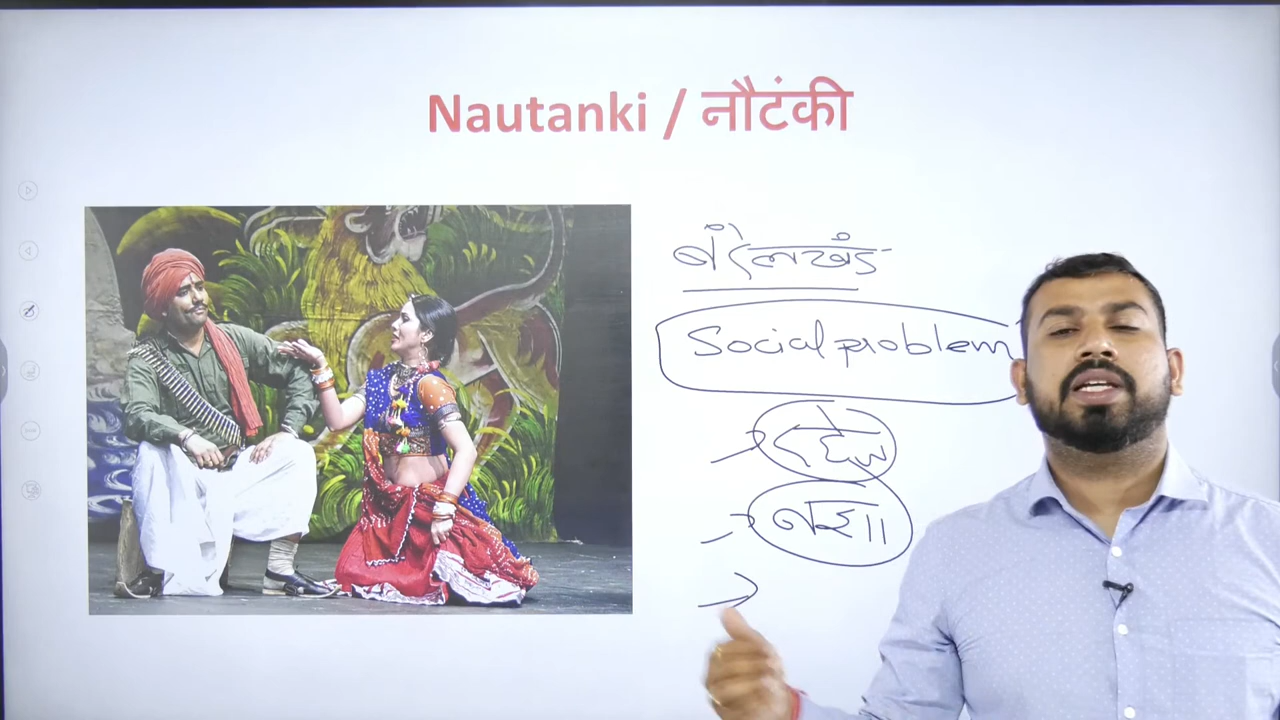 Nautanki / नौटंकी
बुंदेलखंड
Social problem
दहेज
नशा